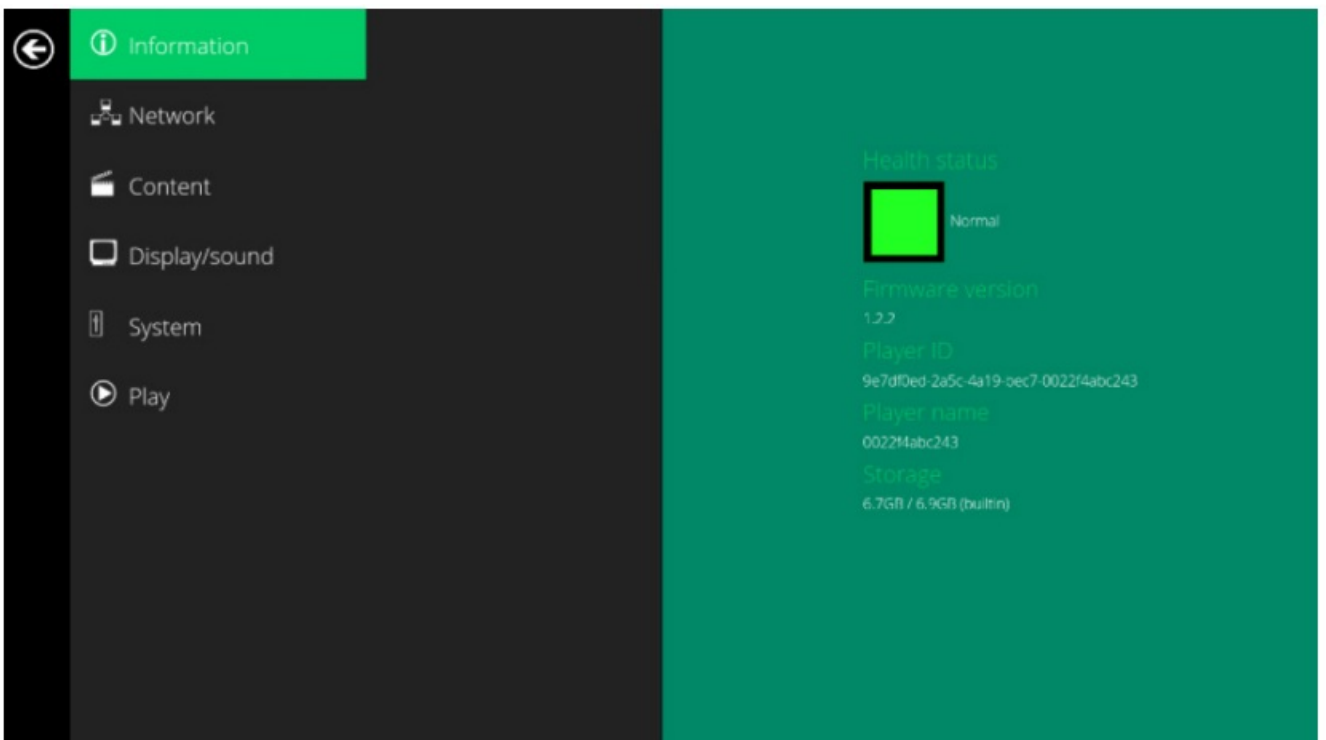 Information
Network
Content
Display/sound
System
Play
Health status
Normal
Firmware version
1.2.2
Player ID
9e7df0ed-2a5c-4a19-bec7-0022f4abc243
Player name
0022f4abc243
Storage
6.7GB / 6.9GB (builtin)